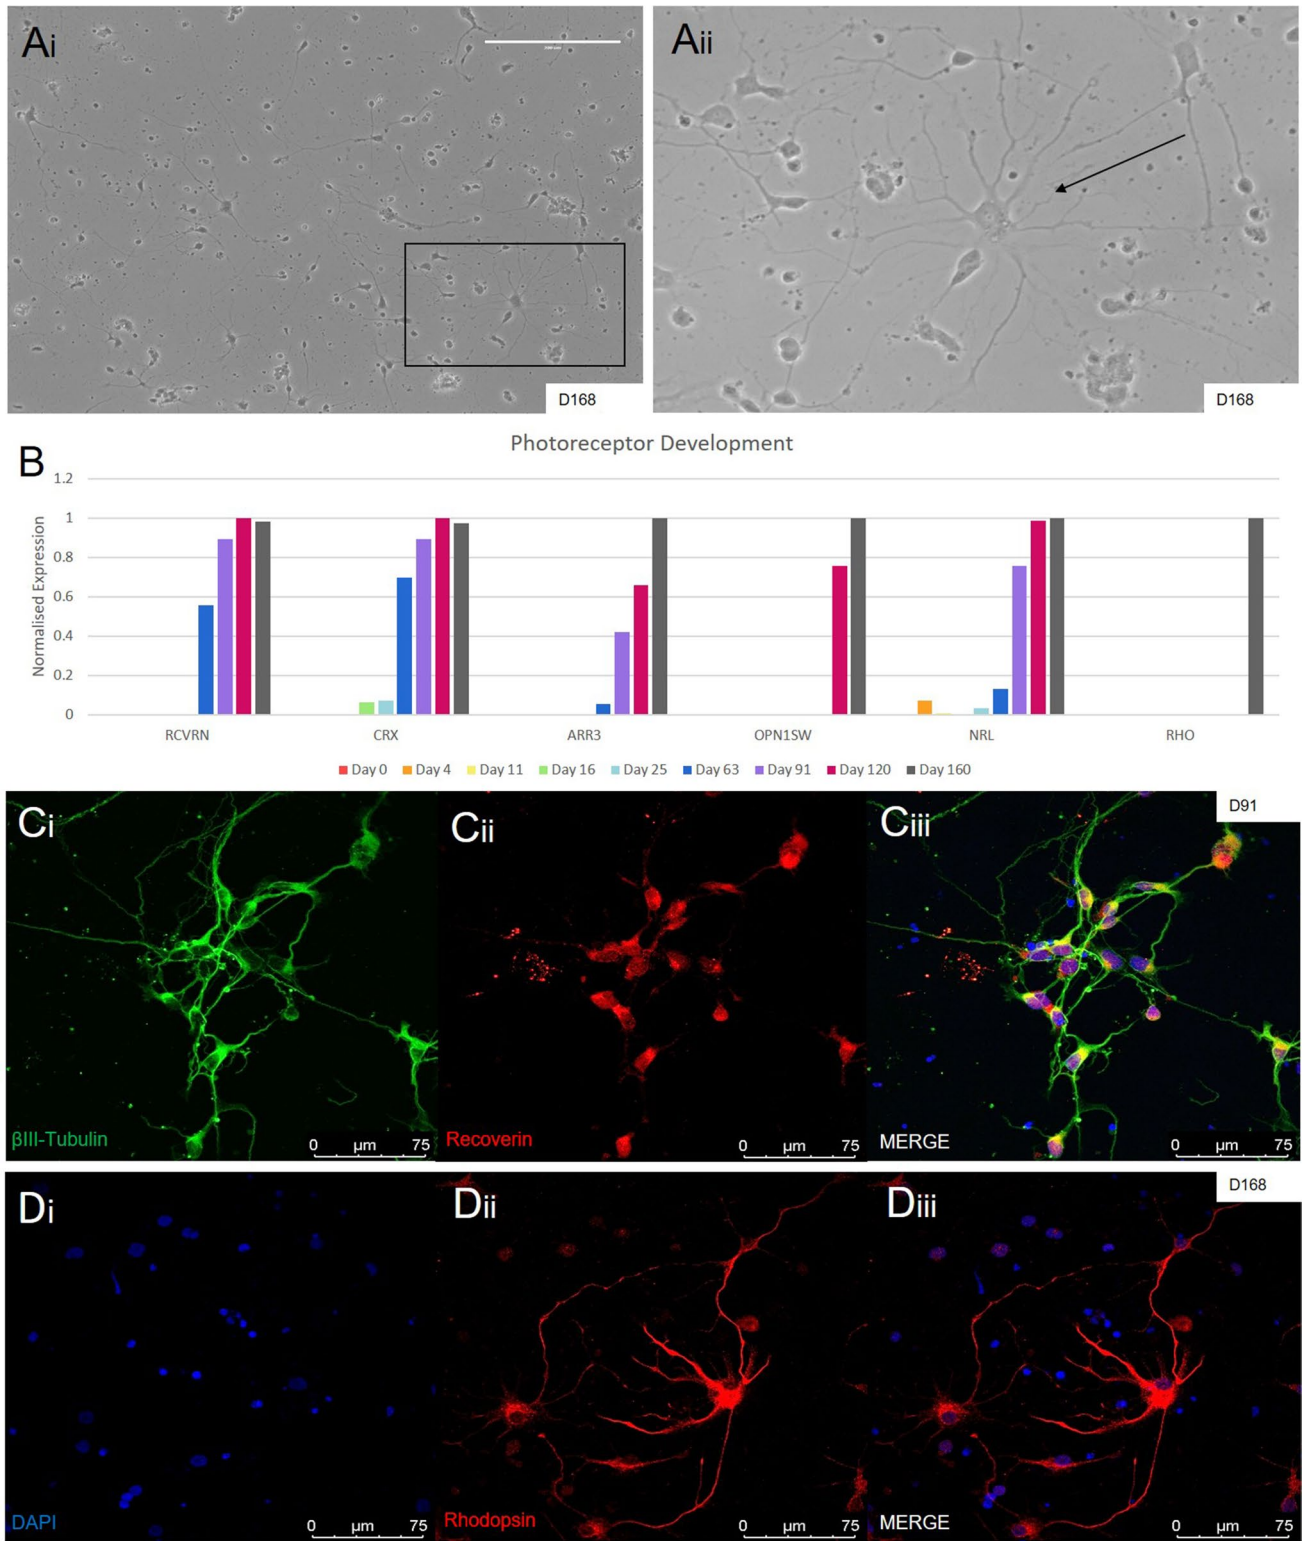 Ai
Aii
D168
D168
Photoreceptor Development
B
1.2
1
0.8
0.6
0.4
0.2
0
Normalised Expression
RCVRN CRX ARR3 OPN1SW NRL RHO
Day 0 Day 4 Day 11 Day 16 Day 25 Day 63 Day 91 Day 120 Day 160
D91
Ci
Cii
Ciii
βIII-Tubulin
0 µm 75
Recoverin
0 µm 75
MERGE
0 µm 75
D168
Di
Dii
Diii
DAPI
0 µm 75
Rhodopsin
0 µm 75
MERGE
0 µm 75